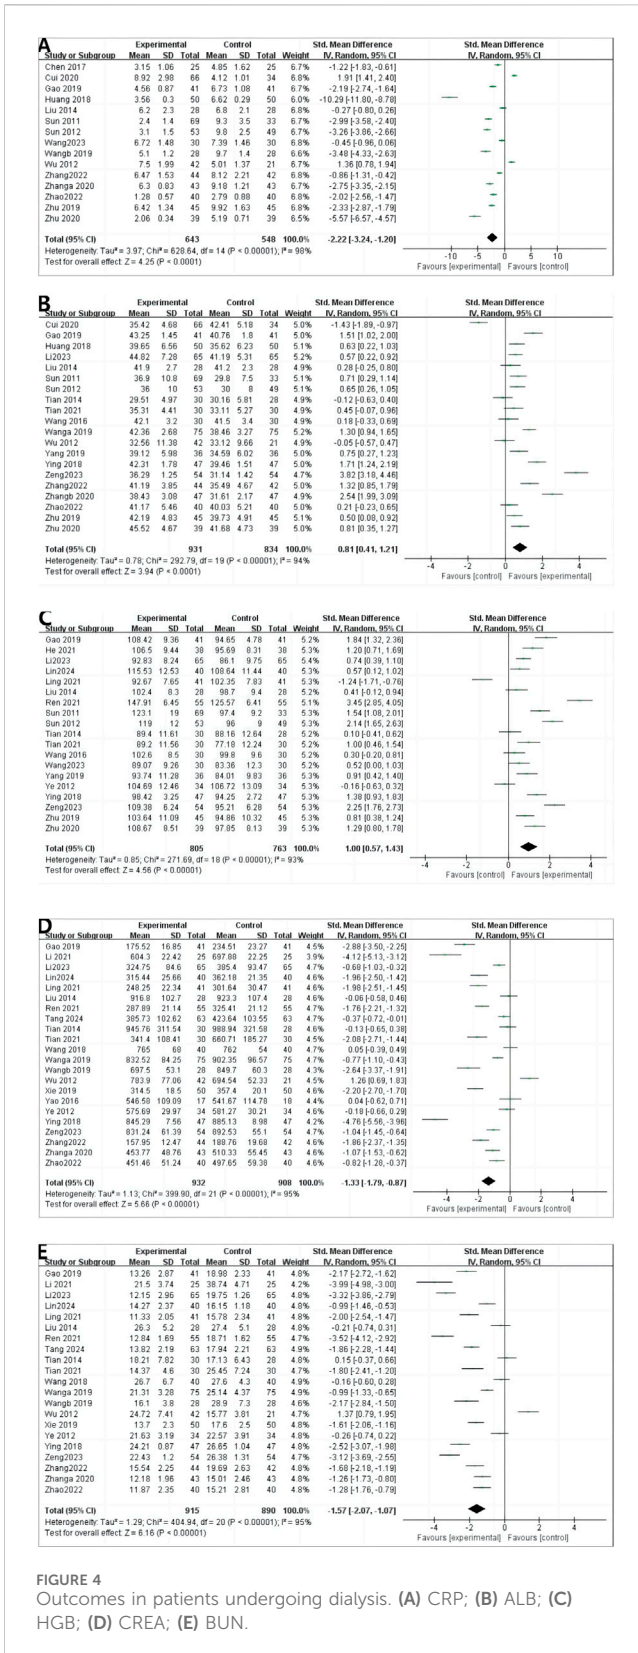 A
Experimental Control Std. Mean Difference Std. Mean Difference
Study or Subgroup Mean SD Total Mean SD Total Weight IV, Random, 95% CI IV, Random, 95% CI
Chen 2017 3.15 1.06 25 4.85 1.62 25 6.7% -1.22 [-1.83, -0.61]
Cui 2020 8.92 2.98 66 4.12 1.01 34 6.8% 1.91 [1.41, 2.40]
Gao 2019 4.56 0.87 41 6.73 1.08 41 6.7% -2.19 [-2.74, -1.64]
Huang 2018 3.56 0.3 50 6.62 0.29 50 5.4% -10.29 [-11.80, -8.78]
Liu 2014 6.2 2.3 28 6.8 2.1 28 6.8% -0.27 [-0.80, 0.26]
Sun 2011 2.4 1.4 69 9.3 3.5 33 6.7% -2.99 [-3.58, -2.40]
Sun 2012 3.1 1.5 53 9.8 2.5 49 6.7% -3.26 [-3.86, -2.66]
Wang2023 6.72 1.48 30 7.39 1.46 30 6.8% -0.45 [-0.96, 0.06]
Wangb 2019 5.1 1.2 28 9.7 1.4 28 6.5% -3.48 [-4.33, -2.63]
Wu 2012 7.5 1.99 42 5.01 1.37 21 6.7% 1.36 [0.78, 1.94]
Zhang2022 6.47 1.53 44 8.12 2.21 42 6.8% -0.86 [-1.31, -0.42]
Zhanga 2020 6.3 0.83 43 9.18 1.21 43 6.7% -2.75 [-3.35, -2.15]
Zhao2022 1.28 0.57 40 2.79 0.88 40 6.7% -2.02 [-2.56, -1.47]
Zhu 2019 6.42 1.34 45 9.92 1.63 45 6.7% -2.33 [-2.87, -1.79]
Zhu 2020 2.06 0.34 39 5.19 0.71 39 6.3% -5.57 [-6.57, -4.57]
Total (95% CI) 643 548 100.0% -2.22 [-3.24, -1.20]
Heterogeneity: Tau² = 3.97; Chi² = 628.64, df = 14 (P < 0.00001); I² = 98%
Test for overall effect: Z = 4.25 (P < 0.0001)
-10 -5 0 5 10
Favours [experimental] Favours [control]
B
Experimental Control Std. Mean Difference Std. Mean Difference
Study or Subgroup Mean SD Total Mean SD Total Weight IV, Random, 95% CI IV, Random, 95% CI
Cui 2020 35.42 4.68 66 42.41 5.18 34 5.0% -1.43 [-1.89, -0.97]
Gao 2019 43.25 1.45 41 40.76 1.8 41 5.0% 1.51 [1.02, 2.00]
Huang 2018 39.65 6.56 50 35.62 6.23 50 5.1% 0.63 [0.22, 1.03]
Li2023 44.82 7.28 65 41.19 5.31 65 5.2% 0.57 [0.22, 0.92]
Liu 2014 41.9 2.7 28 41.2 2.3 28 4.9% 0.28 [-0.25, 0.80]
Sun 2011 36.9 10.8 69 29.8 7.5 33 5.1% 0.71 [0.29, 1.14]
Sun 2012 36 10 53 30 8 49 5.1% 0.65 [0.26, 1.05]
Tian 2014 29.51 4.97 30 30.16 5.81 28 4.9% -0.12 [-0.63, 0.40]
Tian 2021 35.31 4.41 30 33.11 5.27 30 4.9% 0.45 [-0.07, 0.96]
Wang 2016 42.1 3.2 30 41.5 3.4 30 4.9% 0.18 [-0.33, 0.69]
Wanga 2019 42.36 2.68 75 38.46 3.27 75 5.2% 1.30 [0.94, 1.65]
Wu 2012 32.56 11.38 42 33.12 9.66 21 4.9% -0.05 [-0.57, 0.47]
Yang 2019 39.12 5.98 36 34.59 6.02 36 5.0% 0.75 [0.27, 1.23]
Ying 2018 42.31 1.78 47 39.46 1.51 47 5.0% 1.71 [1.24, 2.19]
Zeng2023 36.29 1.25 54 31.14 1.42 54 4.7% 3.82 [3.18, 4.46]
Zhang2022 41.19 3.85 44 35.49 4.67 42 5.0% 1.32 [0.85, 1.79]
Zhangb 2020 38.43 3.08 47 31.61 2.17 47 4.9% 2.54 [1.99, 3.09]
Zhao2022 41.17 5.46 40 40.03 5.21 40 5.0% 0.21 [-0.23, 0.65]
Zhu 2019 42.19 4.83 45 39.73 4.91 45 5.1% 0.50 [0.08, 0.92]
Zhu 2020 45.52 4.67 39 41.68 4.73 39 5.0% 0.81 [0.35, 1.27]
Total (95% CI) 931 834 100.0% 0.81 [0.41, 1.21]
Heterogeneity: Tau² = 0.78; Chi² = 292.79, df = 19 (P < 0.00001); I² = 94%
Test for overall effect: Z = 3.94 (P < 0.0001)
-4 -2 0 2 4
Favours [control] Favours [experimental]
C
Experimental Control Std. Mean Difference Std. Mean Difference
Study or Subgroup Mean SD Total Mean SD Total Weight IV, Random, 95% CI IV, Random, 95% CI
Gao 2019 108.42 9.36 41 94.65 4.78 41 5.2% 1.84 [1.32, 2.36]
He 2021 106.5 9.44 38 95.69 8.31 38 5.3% 1.20 [0.71, 1.69]
Li2023 92.83 8.24 65 86.1 9.75 65 5.5% 0.74 [0.39, 1.10]
Lin2024 115.53 12.53 40 108.64 11.44 40 5.4% 0.57 [0.12, 1.02]
Ling 2021 92.67 7.65 41 102.35 7.83 41 5.3% -1.24 [-1.71, -0.76]
Liu 2014 102.4 8.3 28 98.7 9.4 28 5.2% 0.41 [-0.12, 0.94]
Ren 2021 147.91 6.45 55 125.57 6.41 55 5.1% 3.45 [2.85, 4.05]
Sun 2011 123.1 19 69 97.4 9.2 33 5.3% 1.54 [1.08, 2.01]
Sun 2012 119 12 53 96 9 49 5.3% 2.14 [1.65, 2.63]
Tian 2014 89.4 11.61 30 88.16 12.64 28 5.3% 0.10 [-0.41, 0.62]
Tian 2021 89.2 11.56 30 77.18 12.24 30 5.2% 1.00 [0.46, 1.54]
Wang 2016 102.6 8.5 30 99.8 9.6 30 5.3% 0.30 [-0.20, 0.81]
Wang2023 89.07 9.26 30 83.36 12.3 30 5.2% 0.52 [0.00, 1.03]
Yang 2019 93.74 11.28 36 84.01 9.83 36 5.3% 0.91 [0.42, 1.40]
Ye 2012 104.69 12.46 34 106.72 13.09 34 5.3% -0.16 [-0.63, 0.32]
Ying 2018 98.42 3.25 47 94.25 2.72 47 5.4% 1.38 [0.93, 1.83]
Zeng2023 109.38 6.24 54 95.21 6.28 54 5.3% 2.25 [1.76, 2.73]
Zhu 2019 103.64 11.09 45 94.86 10.32 45 5.4% 0.81 [0.38, 1.24]
Zhu 2020 108.67 8.51 39 97.85 8.13 39 5.3% 1.29 [0.80, 1.78]
Total (95% CI) 805 763 100.0% 1.00 [0.57, 1.43]
Heterogeneity: Tau² = 0.85; Chi² = 271.69, df = 18 (P < 0.00001); I² = 93%
Test for overall effect: Z = 4.56 (P < 0.00001)
-4 -2 0 2 4
Favours [control] Favours [experimental]
D
Experimental Control Std. Mean Difference Std. Mean Difference
Study or Subgroup Mean SD Total Mean SD Total Weight IV, Random, 95% CI IV, Random, 95% CI
Gao 2019 175.52 16.85 41 234.51 23.27 41 4.5% -2.88 [-3.50, -2.25]
Li 2021 604.3 22.42 25 697.88 22.25 25 4.0% -4.12 [-5.13, -3.12]
Li2023 324.75 84.6 65 385.4 93.47 65 4.7% -0.68 [-1.03, -0.32]
Lin2024 315.44 25.66 40 362.18 21.35 40 4.6% -1.96 [-2.50, -1.42]
Ling 2021 248.25 22.34 41 301.64 30.47 41 4.6% -1.98 [-2.51, -1.45]
Liu 2014 916.8 102.7 28 923.3 107.4 28 4.6% -0.06 [-0.58, 0.46]
Ren 2021 287.89 21.14 55 325.41 21.12 55 4.6% -1.76 [-2.21, -1.32]
Tang 2024 385.73 102.62 63 423.64 103.55 63 4.7% -0.37 [-0.72, -0.01]
Tian 2014 945.76 311.54 30 988.94 321.58 28 4.6% -0.13 [-0.65, 0.38]
Tian 2021 341.4 108.41 30 660.71 185.27 30 4.5% -2.08 [-2.71, -1.44]
Wang 2018 765 68 40 762 54 40 4.7% 0.05 [-0.39, 0.49]
Wanga 2019 832.52 84.25 75 902.35 96.57 75 4.7% -0.77 [-1.10, -0.43]
Wangb 2019 697.5 53.1 28 849.7 60.3 28 4.4% -2.64 [-3.37, -1.91]
Wu 2012 783.9 77.06 42 694.54 52.33 21 4.5% 1.26 [0.69, 1.83]
Xie 2019 314.5 18.5 50 357.4 20.1 50 4.6% -2.20 [-2.70, -1.70]
Yao 2016 546.58 109.09 17 541.67 114.78 18 4.4% 0.04 [-0.62, 0.71]
Ye 2012 575.69 29.97 34 581.27 30.21 34 4.6% -0.18 [-0.66, 0.29]
Ying 2018 845.29 7.56 47 885.13 8.98 47 4.3% -4.76 [-5.56, -3.96]
Zeng2023 831.24 61.39 54 892.53 55.1 54 4.7% -1.04 [-1.45, -0.64]
Zhang2022 157.95 12.47 44 188.76 19.68 42 4.6% -1.86 [-2.37, -1.35]
Zhanga 2020 453.77 48.76 43 510.33 55.45 43 4.6% -1.07 [-1.53, -0.62]
Zhao2022 451.46 51.24 40 497.65 59.38 40 4.6% -0.82 [-1.28, -0.37]
Total (95% CI) 932 908 100.0% -1.33 [-1.79, -0.87]
Heterogeneity: Tau² = 1.13; Chi² = 399.90, df = 21 (P < 0.00001); I² = 95%
Test for overall effect: Z = 5.66 (P < 0.00001)
-4 -2 0 2 4
Favours [experimental] Favours [control]
E
Experimental Control Std. Mean Difference Std. Mean Difference
Study or Subgroup Mean SD Total Mean SD Total Weight IV, Random, 95% CI IV, Random, 95% CI
Gao 2019 13.26 2.87 41 18.98 2.33 41 4.8% -2.17 [-2.72, -1.62]
Li 2021 21.5 3.74 25 38.74 4.71 25 4.2% -3.99 [-4.98, -3.00]
Li2023 12.15 2.96 65 19.75 1.26 65 4.8% -3.32 [-3.86, -2.79]
Lin2024 14.27 2.37 40 16.15 1.18 40 4.8% -0.99 [-1.46, -0.53]
Ling 2021 11.33 2.05 41 15.78 2.34 41 4.8% -2.00 [-2.54, -1.47]
Liu 2014 26.3 5.2 28 27.4 5.1 28 4.8% -0.21 [-0.74, 0.31]
Ren 2021 12.84 1.69 55 18.71 1.62 55 4.7% -3.52 [-4.12, -2.92]
Tang 2024 13.82 2.19 63 17.94 2.21 63 4.9% -1.86 [-2.28, -1.44]
Tian 2014 18.21 7.82 30 17.13 6.43 28 4.8% 0.15 [-0.37, 0.66]
Tian 2021 14.37 4.6 30 25.45 7.24 30 4.7% -1.80 [-2.41, -1.20]
Wang 2018 26.7 6.7 40 27.6 4.3 40 4.8% -0.16 [-0.60, 0.28]
Wanga 2019 21.31 3.28 75 25.14 4.37 75 4.9% -0.99 [-1.33, -0.65]
Wangb 2019 16.1 3.8 28 28.9 7.3 28 4.6% -2.17 [-2.84, -1.50]
Wu 2012 24.72 7.41 42 15.77 3.81 21 4.7% 1.37 [0.79, 1.95]
Xie 2019 13.7 2.3 50 17.6 2.5 50 4.8% -1.61 [-2.06, -1.16]
Ye 2012 21.63 3.19 34 22.57 3.91 34 4.8% -0.26 [-0.74, 0.22]
Ying 2018 24.21 0.87 47 26.65 1.04 47 4.8% -2.52 [-3.07, -1.98]
Zeng2023 22.43 1.2 54 26.38 1.31 54 4.7% -3.12 [-3.69, -2.55]
Zhang2022 15.54 2.25 44 19.69 2.63 42 4.8% -1.68 [-2.18, -1.19]
Zhanga 2020 12.18 1.96 43 15.01 2.46 43 4.8% -1.26 [-1.73, -0.80]
Zhao2022 11.87 2.35 40 15.21 2.81 40 4.8% -1.28 [-1.76, -0.79]
Total (95% CI) 915 890 100.0% -1.57 [-2.07, -1.07]
Heterogeneity: Tau² = 1.29; Chi² = 404.94, df = 20 (P < 0.00001); I² = 95%
Test for overall effect: Z = 6.16 (P < 0.00001)
-4 -2 0 2 4
Favours [experimental] Favours [control]
FIGURE 4
Outcomes in patients undergoing dialysis. (A) CRP; (B) ALB; (C)
HGB; (D) CREA; (E) BUN.